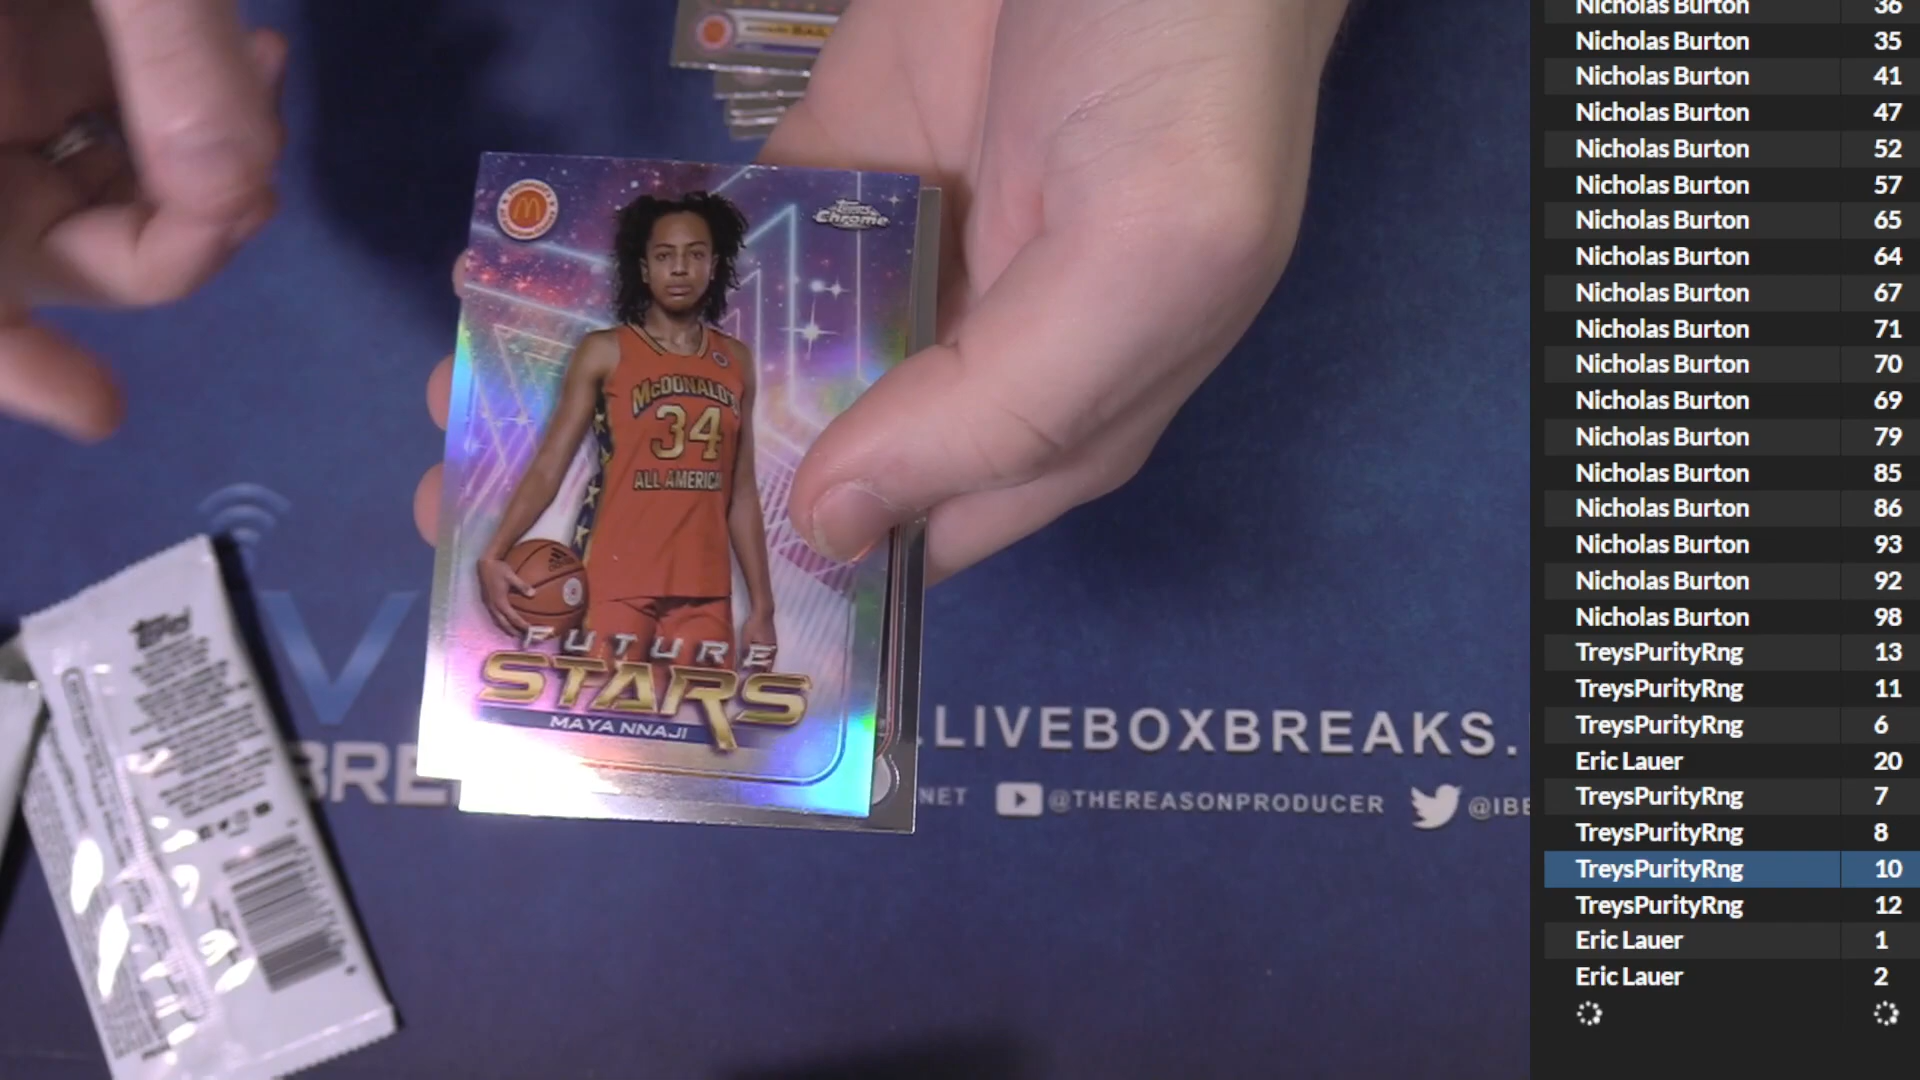 Topps
Chrome
McDONALD'S
34
ALL AMERICAN
FUTURE
STARS
MAYA NNAJI
topps
V
BRE
.LIVEBOXBREAKS.
NET
@THEREASONPRODUCER
@IBE
Nicholas Burton 36
Nicholas Burton 35
Nicholas Burton 41
Nicholas Burton 47
Nicholas Burton 52
Nicholas Burton 57
Nicholas Burton 65
Nicholas Burton 64
Nicholas Burton 67
Nicholas Burton 71
Nicholas Burton 70
Nicholas Burton 69
Nicholas Burton 79
Nicholas Burton 85
Nicholas Burton 86
Nicholas Burton 93
Nicholas Burton 92
Nicholas Burton 98
TreysPurityRng 13
TreysPurityRng 11
TreysPurityRng 6
Eric Lauer 20
TreysPurityRng 7
TreysPurityRng 8
TreysPurityRng 10
TreysPurityRng 12
Eric Lauer 1
Eric Lauer 2